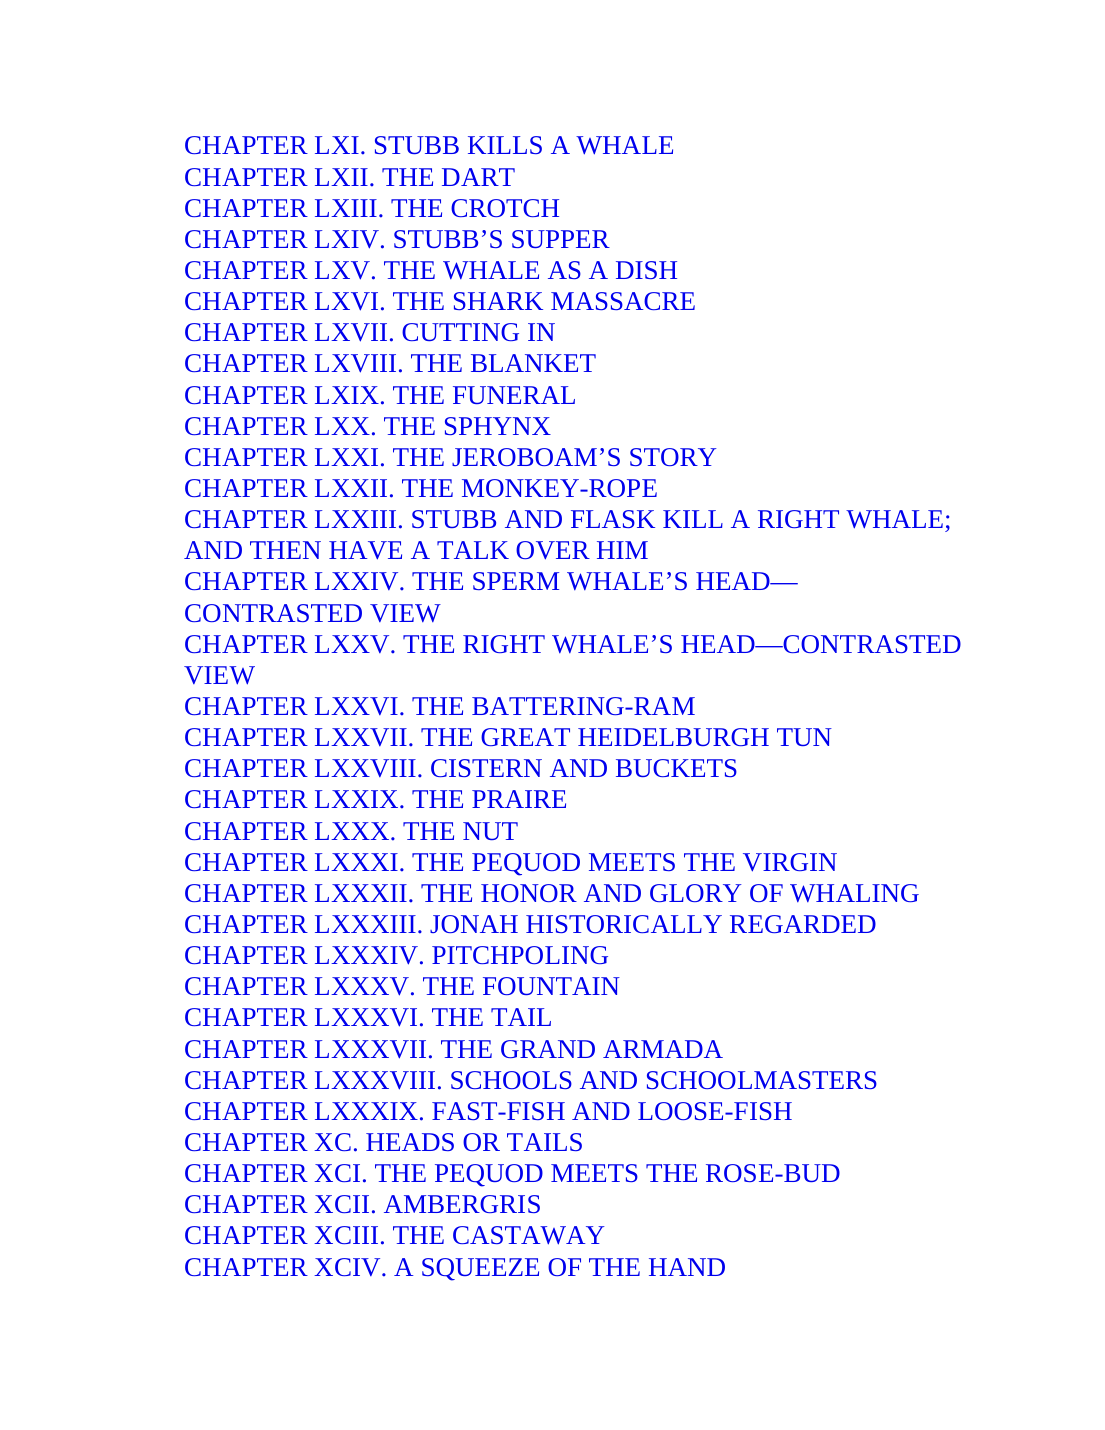 CHAPTER LXI. STUBB KILLS A WHALE
CHAPTER LXII. THE DART
CHAPTER LXIII. THE CROTCH
CHAPTER LXIV. STUBB’S SUPPER
CHAPTER LXV. THE WHALE AS A DISH
CHAPTER LXVI. THE SHARK MASSACRE
CHAPTER LXVII. CUTTING IN
CHAPTER LXVIII. THE BLANKET
CHAPTER LXIX. THE FUNERAL
CHAPTER LXX. THE SPHYNX
CHAPTER LXXI. THE JEROBOAM’S STORY
CHAPTER LXXII. THE MONKEY-ROPE
CHAPTER LXXIII. STUBB AND FLASK KILL A RIGHT WHALE;
AND THEN HAVE A TALK OVER HIM
CHAPTER LXXIV. THE SPERM WHALE’S HEAD—
CONTRASTED VIEW
CHAPTER LXXV. THE RIGHT WHALE’S HEAD—CONTRASTED
VIEW
CHAPTER LXXVI. THE BATTERING-RAM
CHAPTER LXXVII. THE GREAT HEIDELBURGH TUN
CHAPTER LXXVIII. CISTERN AND BUCKETS
CHAPTER LXXIX. THE PRAIRE
CHAPTER LXXX. THE NUT
CHAPTER LXXXI. THE PEQUOD MEETS THE VIRGIN
CHAPTER LXXXII. THE HONOR AND GLORY OF WHALING
CHAPTER LXXXIII. JONAH HISTORICALLY REGARDED
CHAPTER LXXXIV. PITCHPOLING
CHAPTER LXXXV. THE FOUNTAIN
CHAPTER LXXXVI. THE TAIL
CHAPTER LXXXVII. THE GRAND ARMADA
CHAPTER LXXXVIII. SCHOOLS AND SCHOOLMASTERS
CHAPTER LXXXIX. FAST-FISH AND LOOSE-FISH
CHAPTER XC. HEADS OR TAILS
CHAPTER XCI. THE PEQUOD MEETS THE ROSE-BUD
CHAPTER XCII. AMBERGRIS
CHAPTER XCIII. THE CASTAWAY
CHAPTER XCIV. A SQUEEZE OF THE HAND